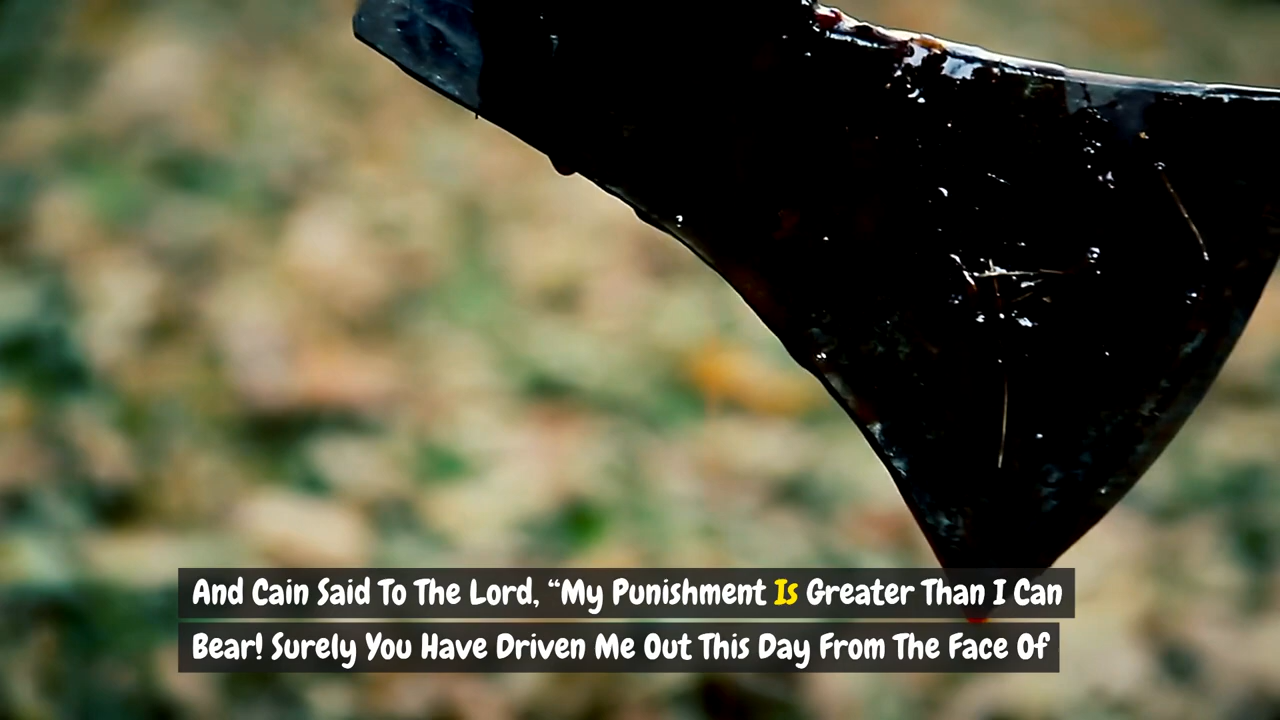 And Cain Said To The Lord, “My Punishment Is Greater Than I Can
Bear! Surely You Have Driven Me Out This Day From The Face Of